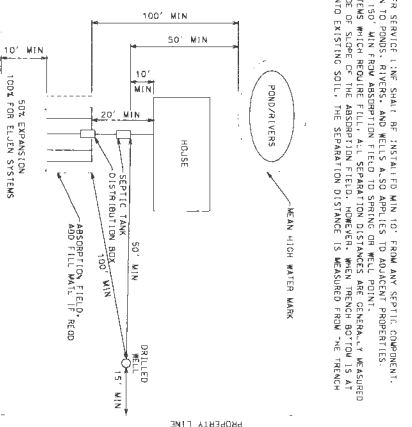 R SERVICE LINE SHALL BE INSTALLED MIN 10' FROM ANY SEPTIC COMPONENT.
N TO PONDS, RIVERS, AND WELLS ALSO APPLIES TO ADJACENT PROPERTIES.
150' MIN FROM ABSORPTION FIELD TO SPRING OR WELL POINT.
TEMS WHICH REQUIRE FILL, ALL SEPARATION DISTANCES ARE GENERALLY MEASURED
OE OF SLOPE OF THE ABSORPTION FIELD, HOWEVER, WHEN TRENCH BOTTOM IS AT
NTO EXISTING SOIL, THE SEPARATION DISTANCE IS MEASURED FROM THE TRENCH
POND/RIVERS
MEAN HIGH WATER MARK
100' MIN
50' MIN
10' MIN
HOUSE
20' MIN
10' MIN
SEPTIC TANK
DISTRIBUTION BOX
50' MIN
100' MIN
DRILLED
WELL
15' MIN
PROPERTY LINE
ABSORPTION FIELD,
ADD FILL MAT'L IF REQD
50% EXPANSION
100% FOR ELJEN SYSTEMS